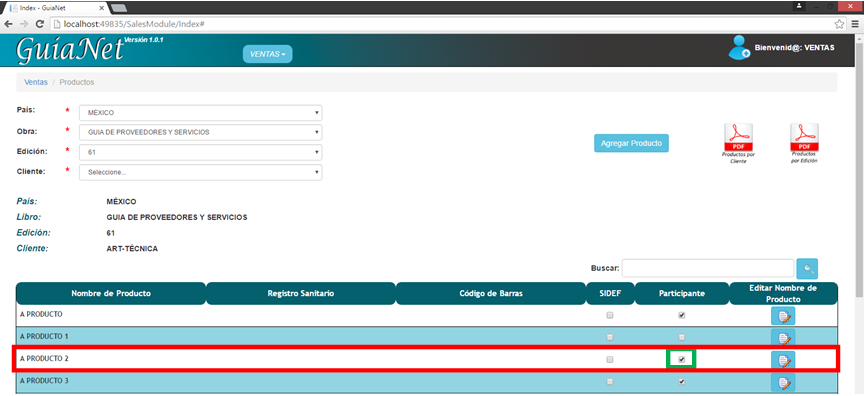 Index - GuiaNet
localhost:49835/SalesModule/Index#
GuíaNet Versión 1.0.1
VENTAS
Bienvenid@: VENTAS
Ventas / Productos
País: * MÉXICO
Obra: * GUIA DE PROVEEDORES Y SERVICIOS
Edición: * 61
Cliente: * Seleccione...
Agregar Producto
PDF PDF
Productos por Cliente
Productos por Edición
País: MÉXICO
Libro: GUIA DE PROVEEDORES Y SERVICIOS
Edición: 61
Cliente: ART-TÉCNICA
Buscar:
Nombre de Producto Registro Sanitario Código de Barras SIDEF Participante Editar Nombre de Producto
A PRODUCTO
A PRODUCTO 1
A PRODUCTO 2
A PRODUCTO 3